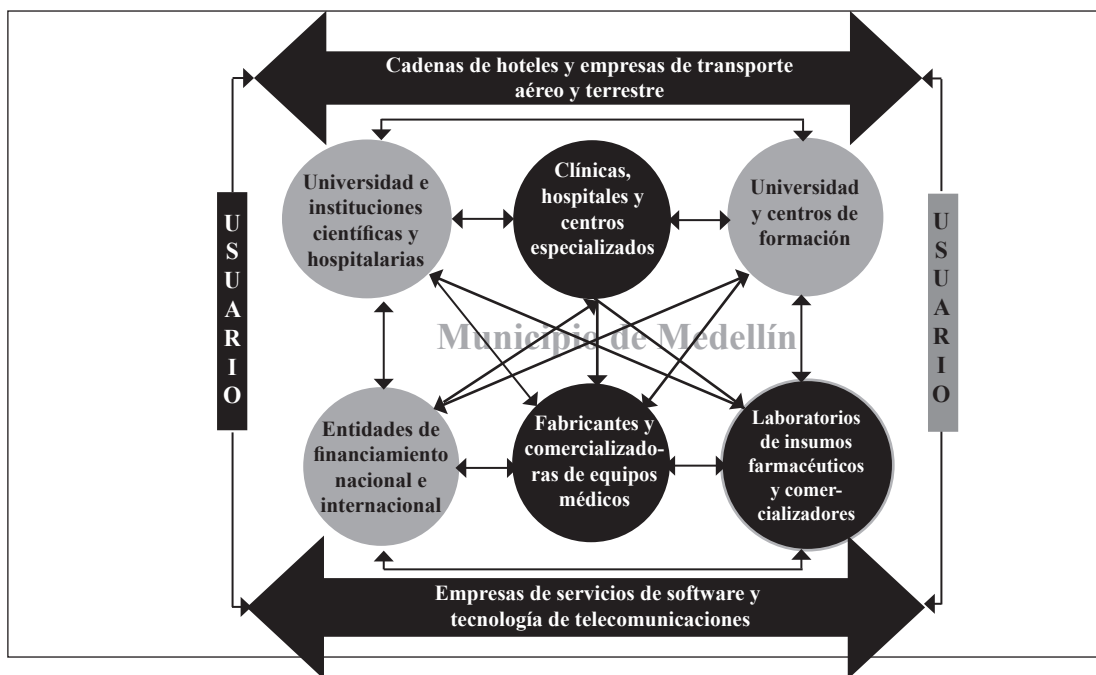 Cadenas de hoteles y empresas de transporte
aéreo y terrestre
USUARIO
Universidad e
instituciones
científicas y
hospitalarias
Clínicas,
hospitales y
centros
especializados
Universidad
y centros de
formación
USUARIO
Municipio de Medellín
Entidades de
financiamiento
nacional e
internacional
Fabricantes y
comercializado-
ras de equipos
médicos
Laboratorios
de insumos
farmacéuticos
y comer-
cializadores
Empresas de servicios de software y
tecnología de telecomunicaciones